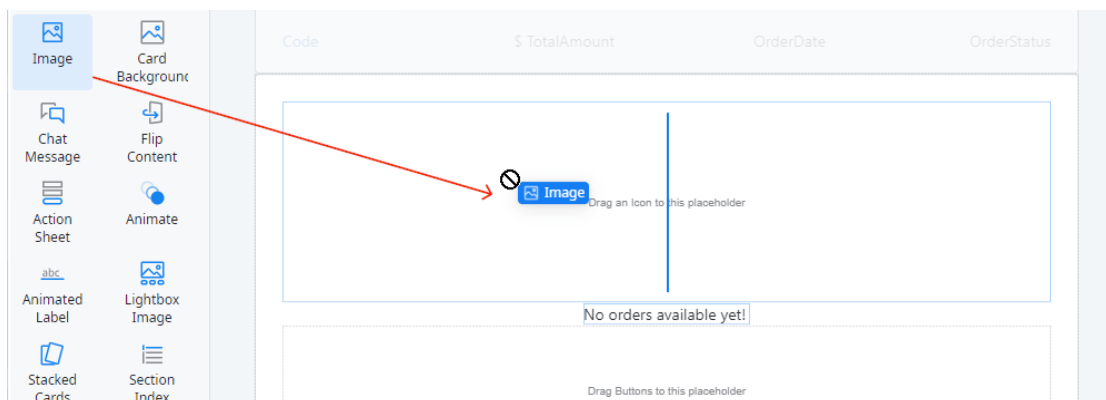 Image
Card
Background
Chat
Message
Flip
Content
Action
Sheet
Animate
abc
Animated
Label
Lightbox
Image
Stacked
Cards
Section
Index
Code
$ TotalAmount
OrderDate
OrderStatus
Image
Drag an Icon to this placeholder
No orders available yet!
Drag Buttons to this placeholder